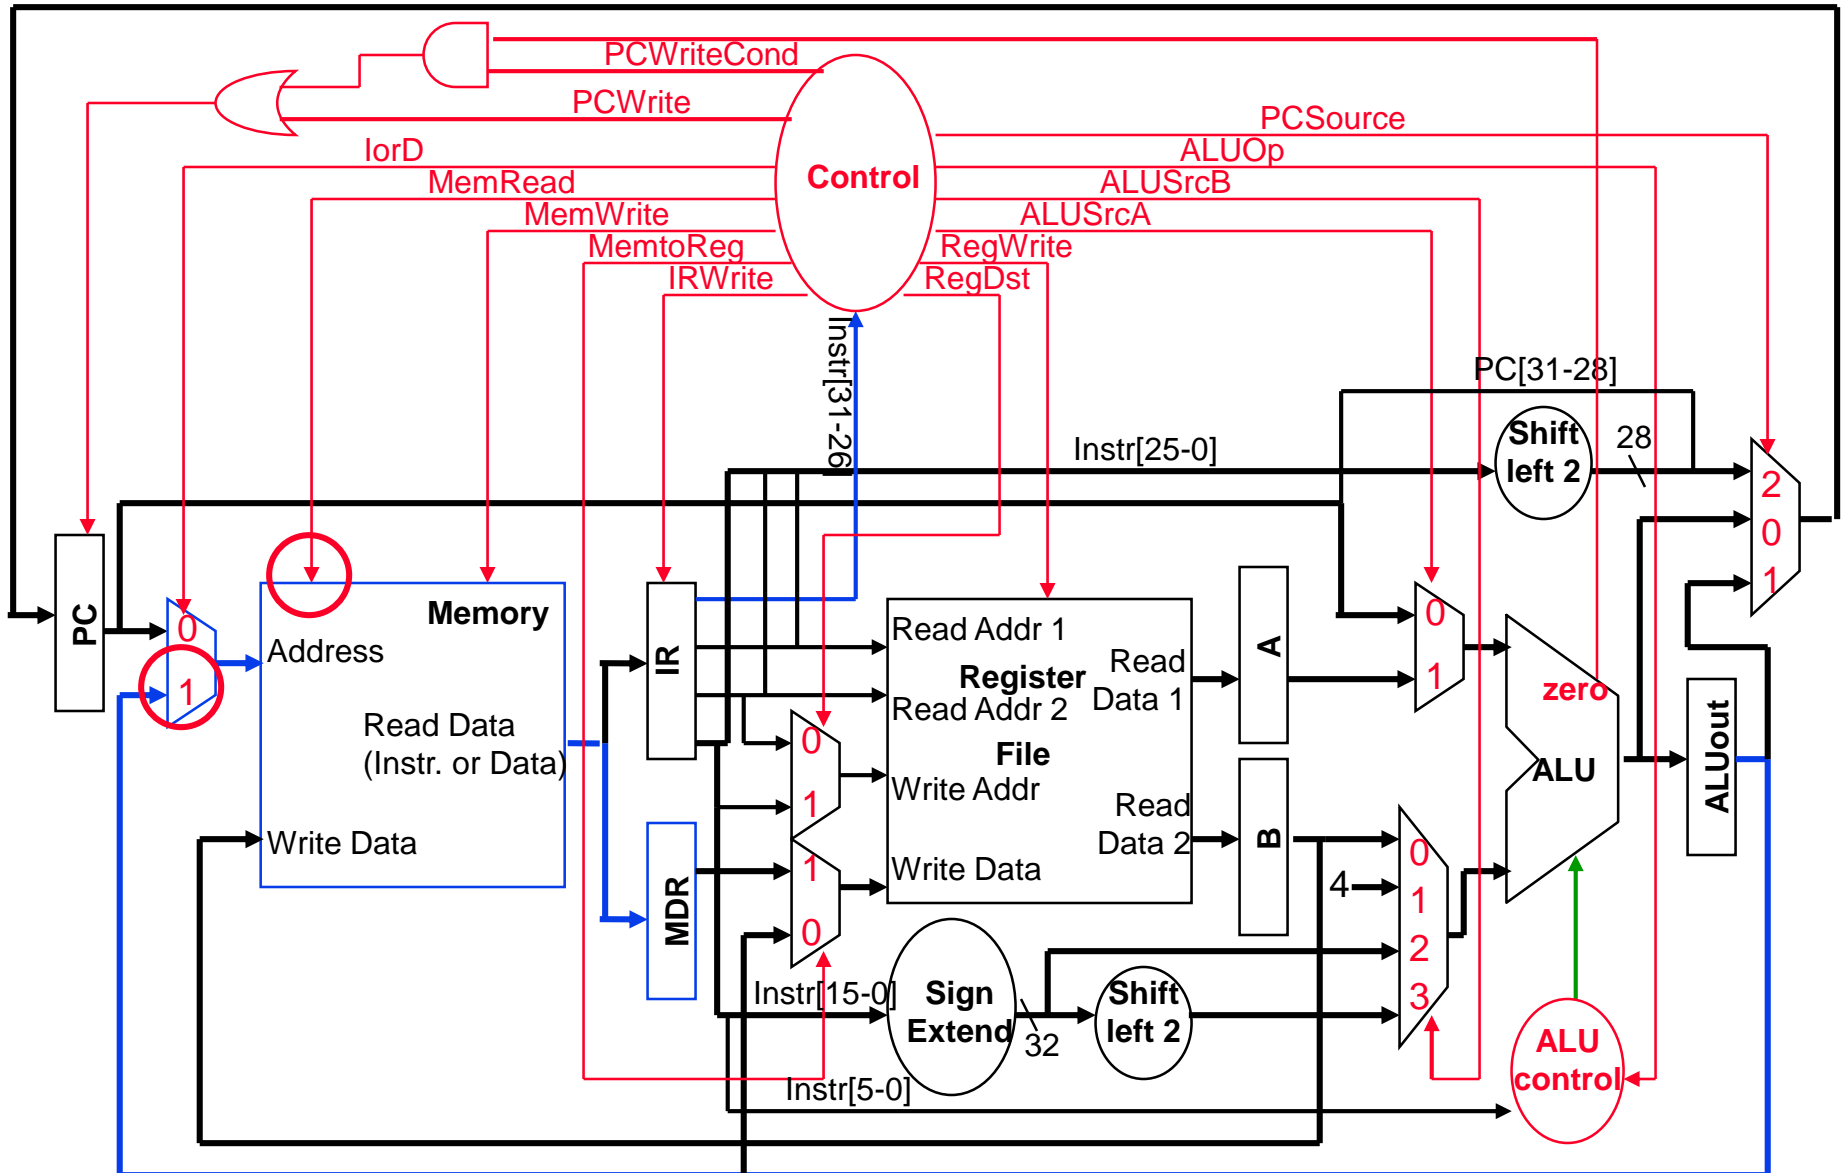 PCWriteCond
PCWrite
PCSource
IorD
ALUOp
Control
MemRead
ALUSrcB
MemWrite
ALUSrcA
MemtoReg
RegWrite
IRWrite
RegDst
Instr[31-26]
PC[31-28]
Instr[25-0]
Shift
left 2
28
2
0
1
PC
0
1
Memory
Address
Read Data
(Instr. or Data)
Write Data
IR
MDR
Read Addr 1
Register
Read Addr 2
File
Write Addr
Write Data
Read
Data 1
Read
Data 2
0
1
1
0
A
B
0
1
zero
ALU
ALUout
4
0
1
2
3
Instr[15-0]
Sign
Extend
32
Shift
left 2
ALU
control
Instr[5-0]